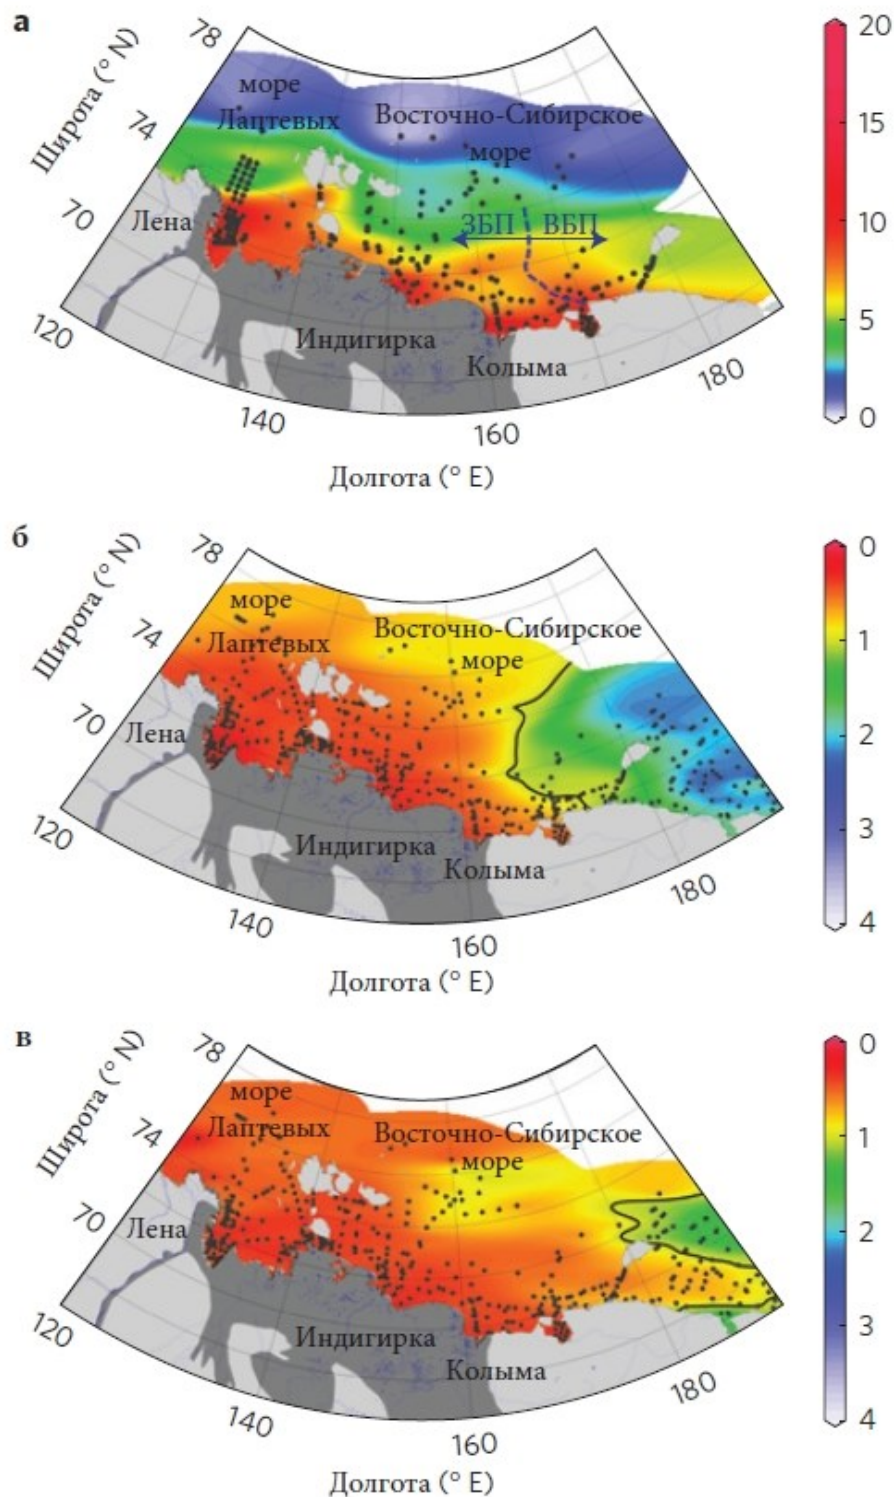 а
78
74
70
120
140
160
180
Широта (° N)
Долгота (° E)
море
Лаптевых
Восточно-Сибирское
море
ЗБП
ВБП
Лена
Индигирка
Колыма
20
15
10
5
0
б
78
74
70
120
140
160
180
Широта (° N)
Долгота (° E)
море
Лаптевых
Восточно-Сибирское
море
Лена
Индигирка
Колыма
0
1
2
3
4
в
78
74
70
120
140
160
180
Широта (° N)
Долгота (° E)
море
Лаптевых
Восточно-Сибирское
море
Лена
Индигирка
Колыма
0
1
2
3
4